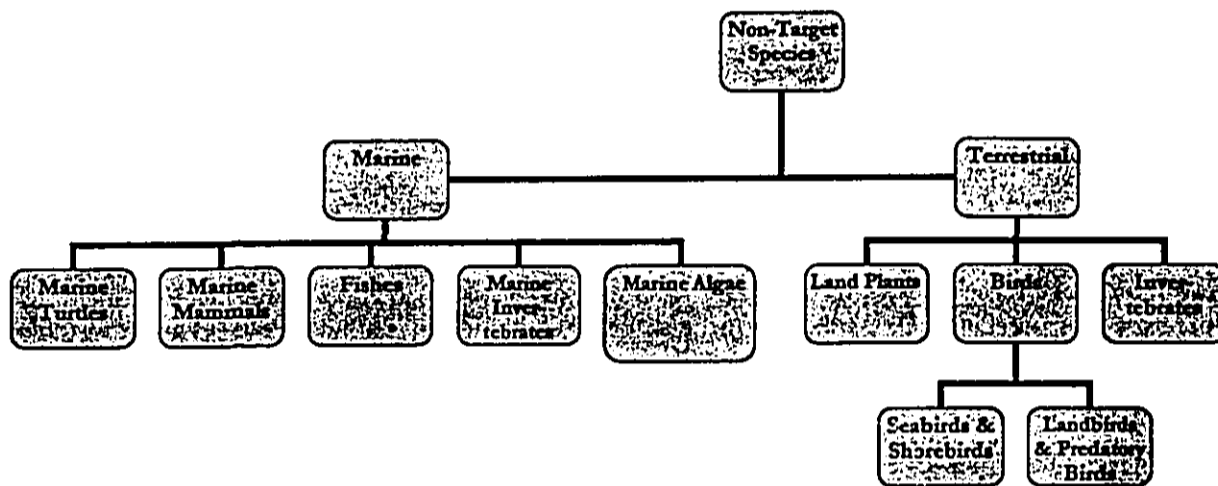 Non-Target
Species
Marine
Terrestrial
Marine
Turtles
Marine
Mammals
Fishes
Marine
Inver-
tebrates
Marine Algae
Land Plants
Birds
Inver-
tebrates
Seabirds &
Shorebirds
Landbirds
& Predatory
Birds